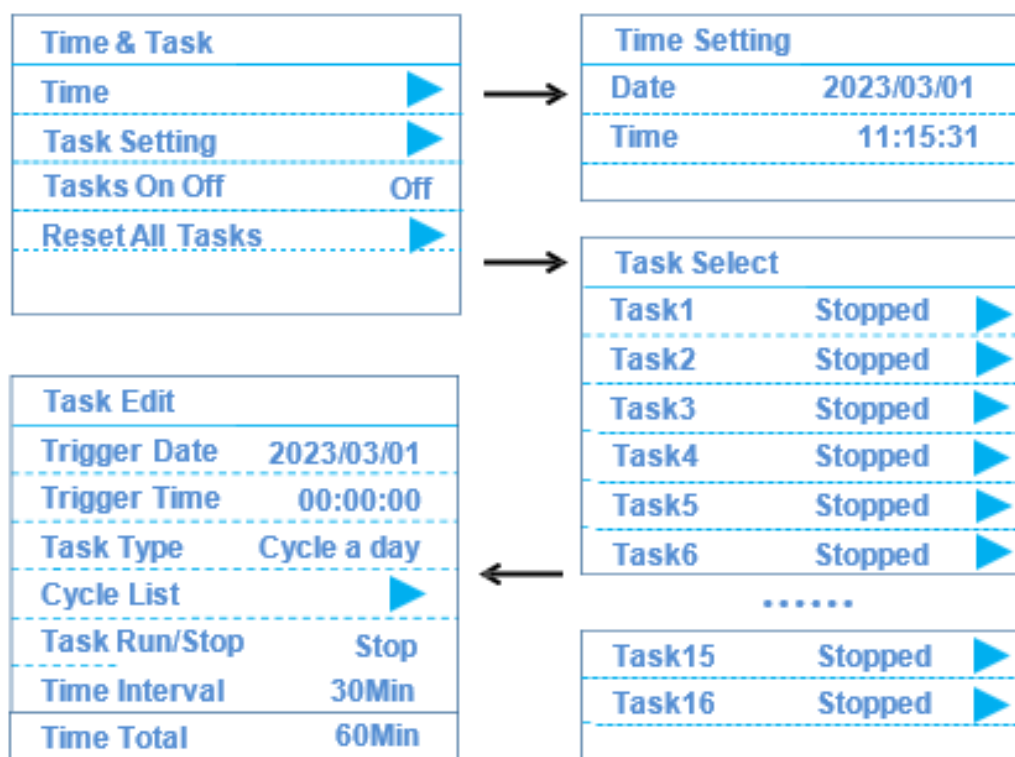 Time & Task
Time
Task Setting
Tasks On Off Off
Reset All Tasks
Time Setting
Date 2023/03/01
Time 11:15:31
Task Select
Task1 Stopped
Task2 Stopped
Task3 Stopped
Task4 Stopped
Task5 Stopped
Task6 Stopped
......
Task15 Stopped
Task16 Stopped
Task Edit
Trigger Date 2023/03/01
Trigger Time 00:00:00
Task Type Cycle a day
Cycle List
Task Run/Stop Stop
Time Interval 30Min
Time Total 60Min